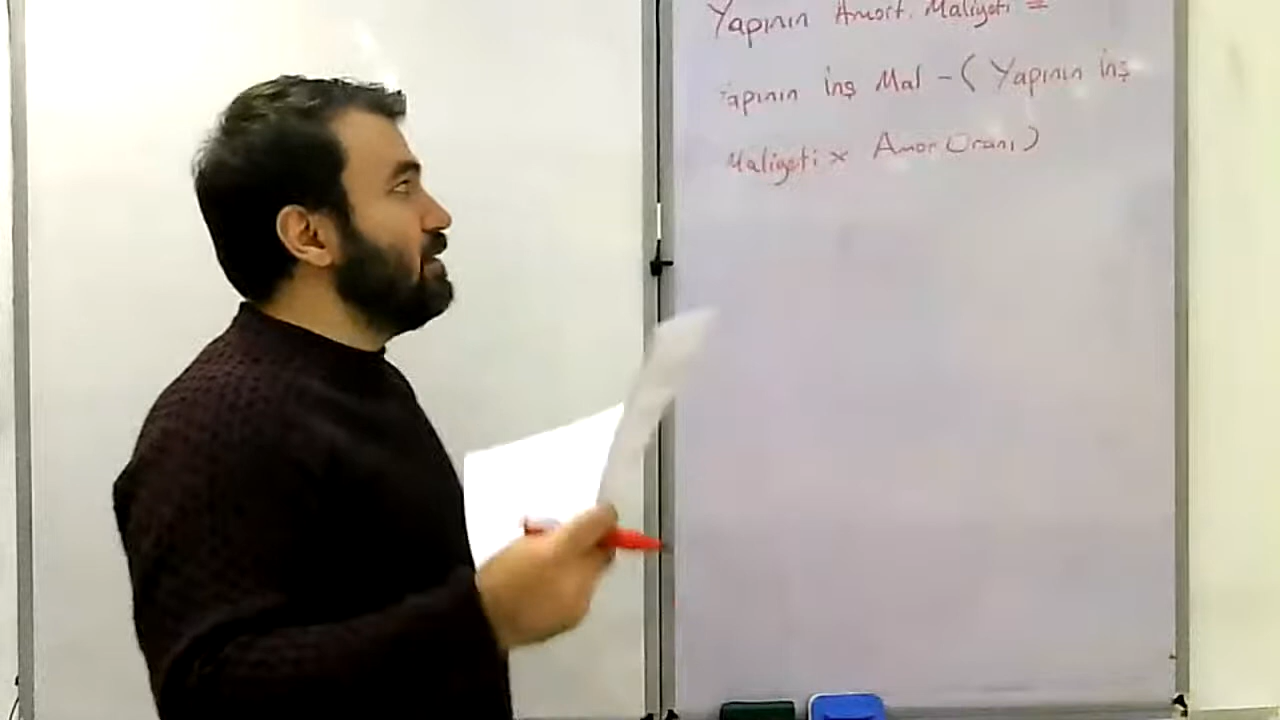 Yapının Amort. Maliyeti =
Yapının İnş Mal - ( Yapının İnş
Maliyeti x Amor Oranı)